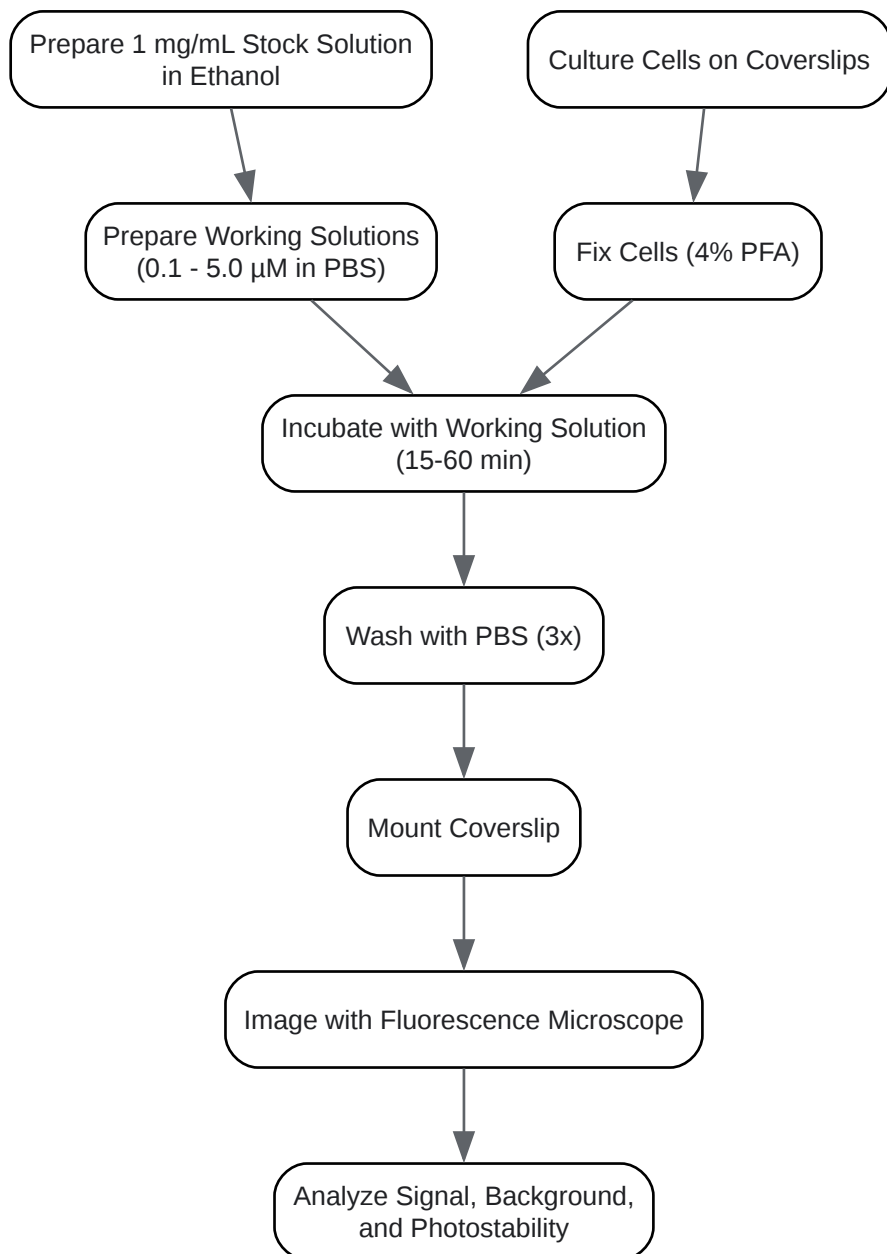 Prepare 1 mg/mL Stock Solution
in Ethanol
Culture Cells on Coverslips
Prepare Working Solutions
(0.1 - 5.0 µM in PBS)
Fix Cells (4% PFA)
Incubate with Working Solution
(15-60 min)
Wash with PBS (3x)
Mount Coverslip
Image with Fluorescence Microscope
Analyze Signal, Background,
and Photostability